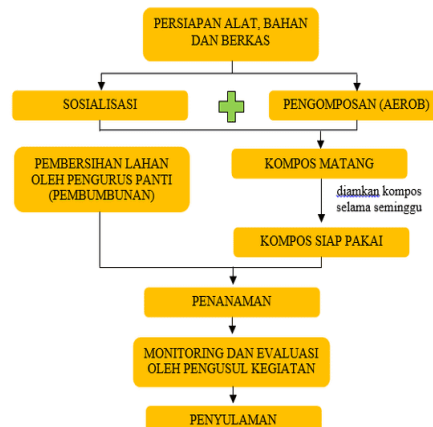 PERSIAPAN ALAT, BAHAN
DAN BERKAS
SOSIALISASI
PENGOMPOSAN (AEROB)
PEMBERSIHAN LAHAN
OLEH PENGURUS PANTI
(PEMBUMBUNAN)
KOMPOS MATANG
diamkan kompos
selama seminggu
KOMPOS SIAP PAKAI
PENANAMAN
MONITORING DAN EVALUASI
OLEH PENGUSUL KEGIATAN
PENYULAMAN